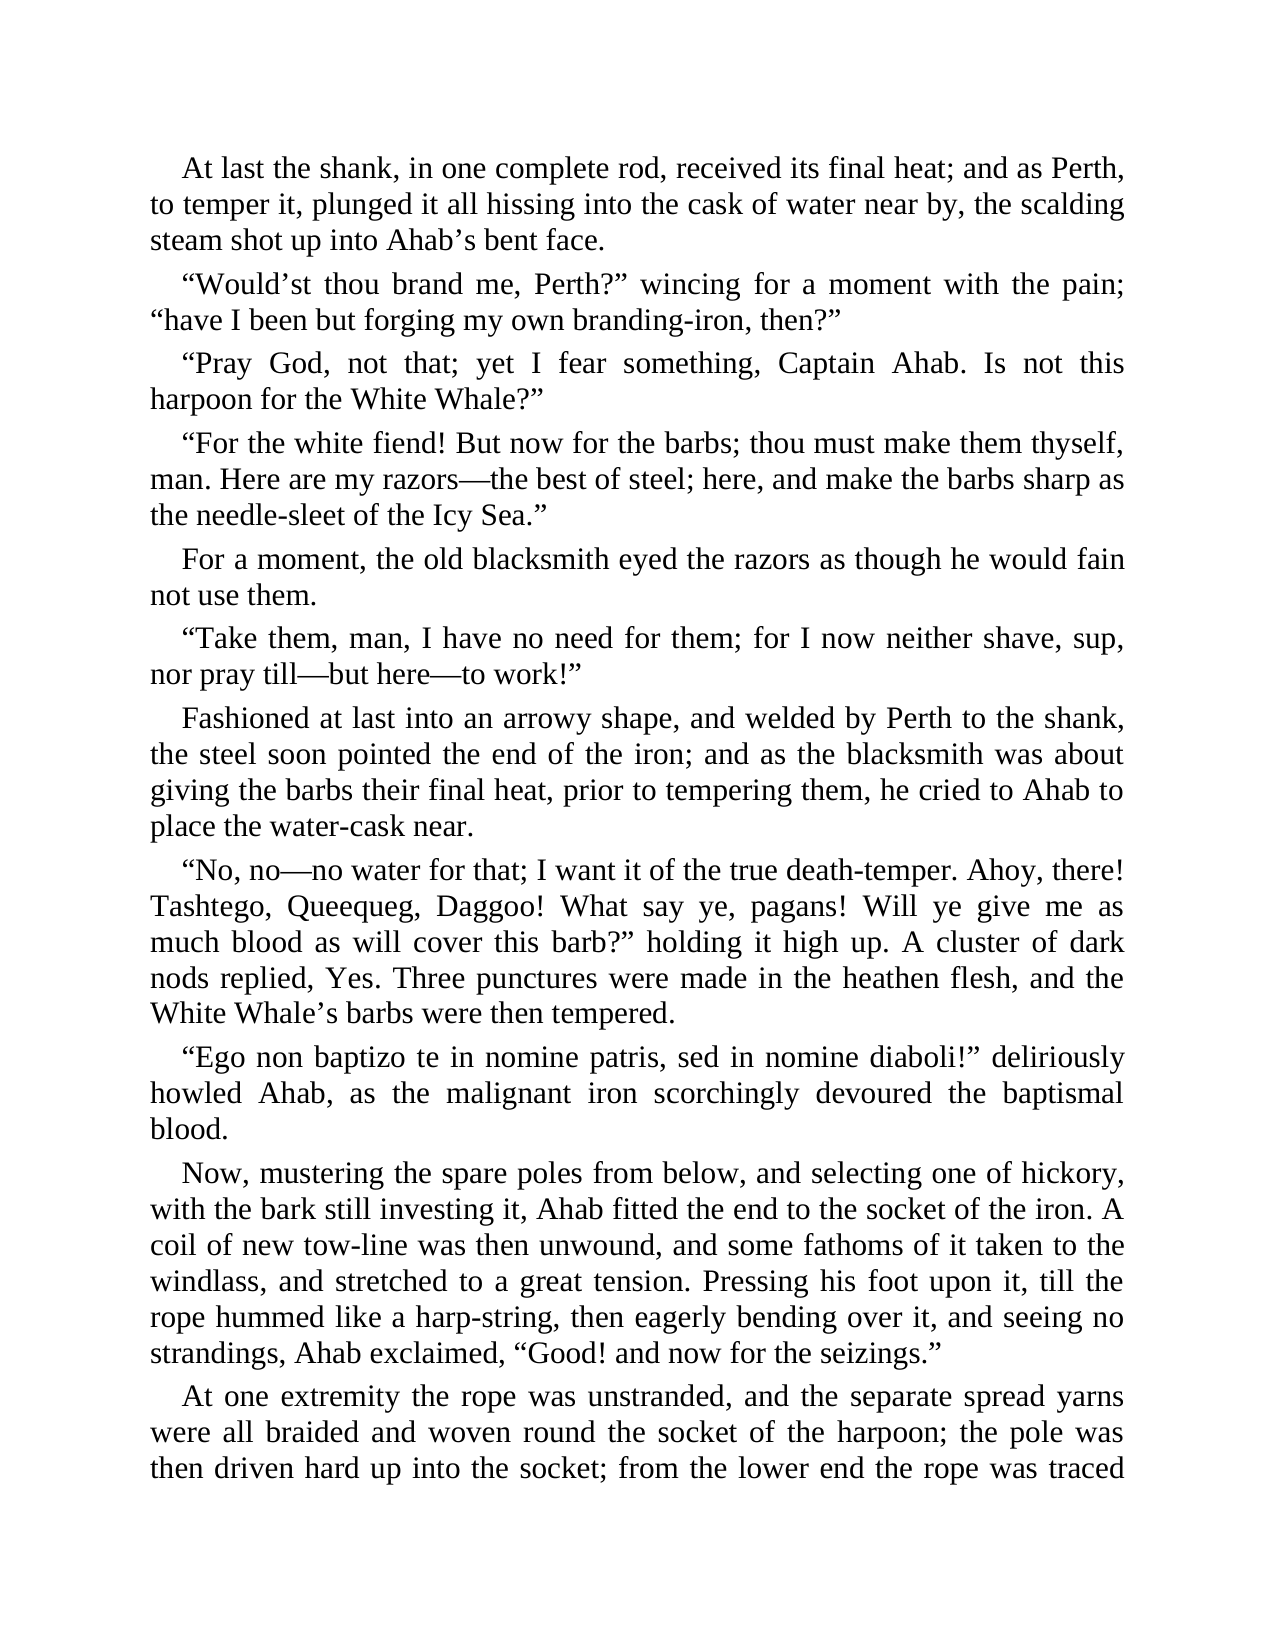 At last the shank, in one complete rod, received its final heat; and as Perth,
to temper it, plunged it all hissing into the cask of water near by, the scalding
steam shot up into Ahab’s bent face.
“Would’st thou brand me, Perth?” wincing for a moment with the pain;
“have I been but forging my own branding-iron, then?”
“Pray God, not that; yet I fear something, Captain Ahab. Is not this
harpoon for the White Whale?”
“For the white fiend! But now for the barbs; thou must make them thyself,
man. Here are my razors—the best of steel; here, and make the barbs sharp as
the needle-sleet of the Icy Sea.”
For a moment, the old blacksmith eyed the razors as though he would fain
not use them.
“Take them, man, I have no need for them; for I now neither shave, sup,
nor pray till—but here—to work!”
Fashioned at last into an arrowy shape, and welded by Perth to the shank,
the steel soon pointed the end of the iron; and as the blacksmith was about
giving the barbs their final heat, prior to tempering them, he cried to Ahab to
place the water-cask near.
“No, no—no water for that; I want it of the true death-temper. Ahoy, there!
Tashtego, Queequeg, Daggoo! What say ye, pagans! Will ye give me as
much blood as will cover this barb?” holding it high up. A cluster of dark
nods replied, Yes. Three punctures were made in the heathen flesh, and the
White Whale’s barbs were then tempered.
“Ego non baptizo te in nomine patris, sed in nomine diaboli!” deliriously
howled Ahab, as the malignant iron scorchingly devoured the baptismal
blood.
Now, mustering the spare poles from below, and selecting one of hickory,
with the bark still investing it, Ahab fitted the end to the socket of the iron. A
coil of new tow-line was then unwound, and some fathoms of it taken to the
windlass, and stretched to a great tension. Pressing his foot upon it, till the
rope hummed like a harp-string, then eagerly bending over it, and seeing no
strandings, Ahab exclaimed, “Good! and now for the seizings.”
At one extremity the rope was unstranded, and the separate spread yarns
were all braided and woven round the socket of the harpoon; the pole was
then driven hard up into the socket; from the lower end the rope was traced